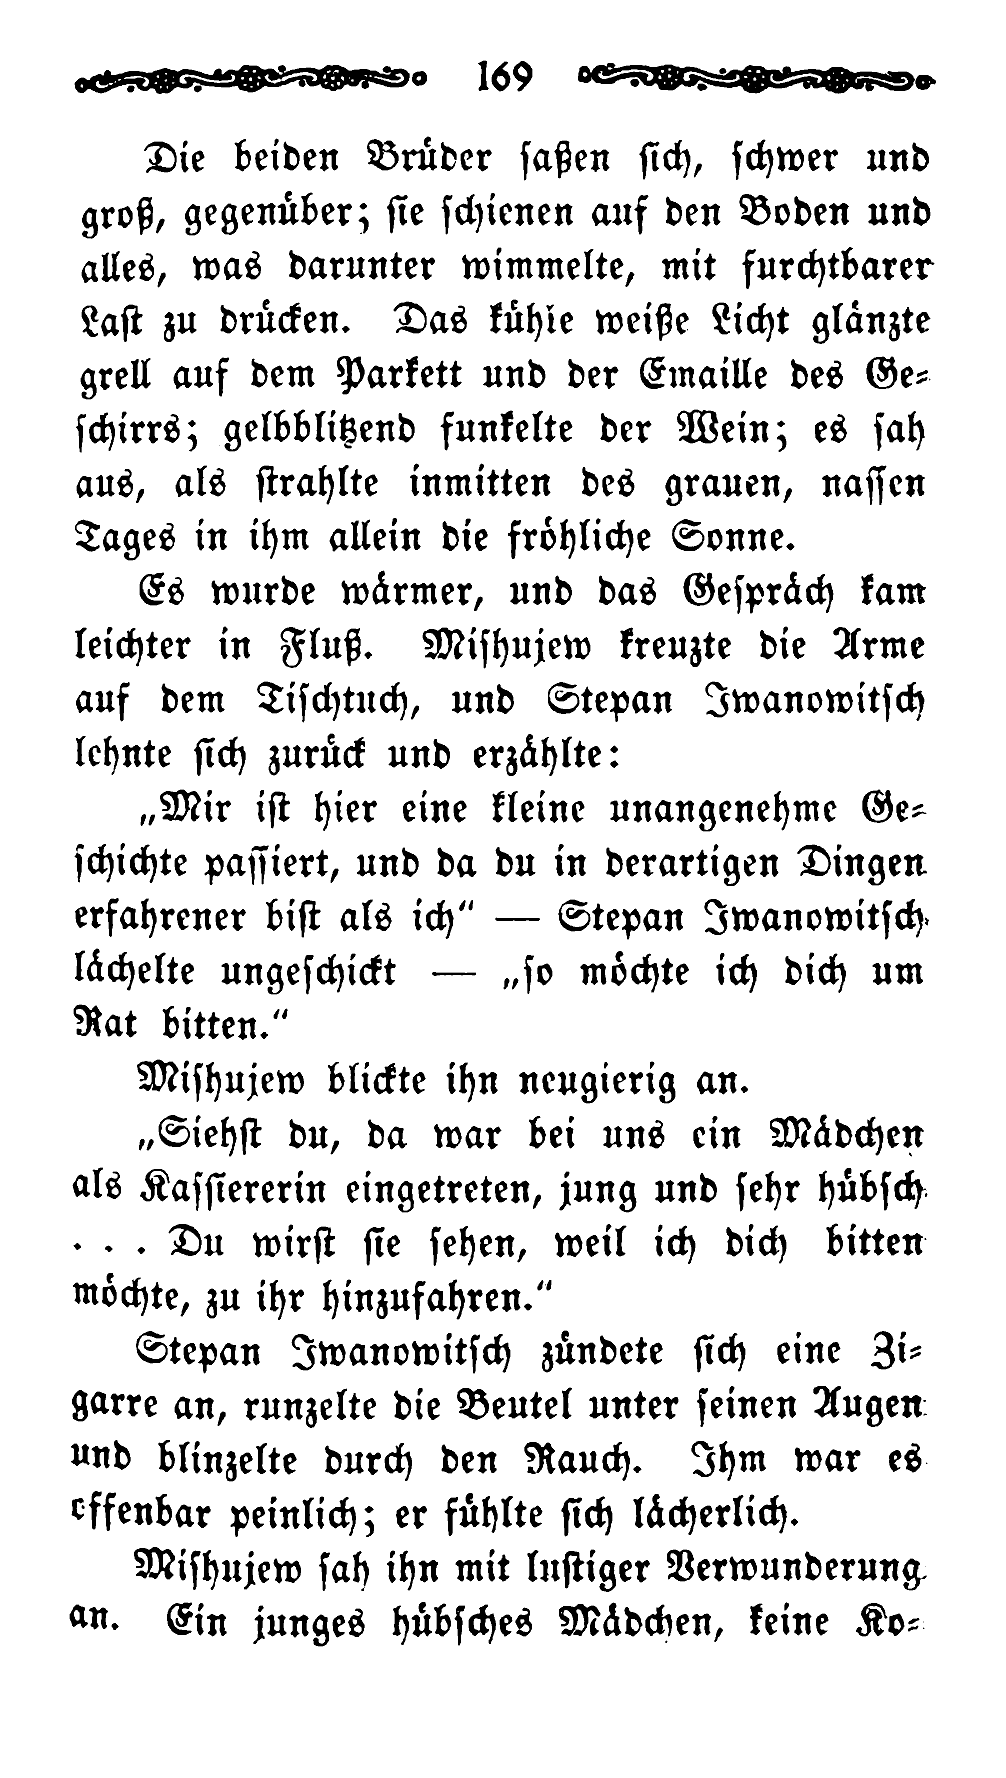 169
Die beiden Brüder saßen sich, schwer und
groß, gegenüber; sie schienen auf den Boden und
alles, was darunter wimmelte, mit furchtbarer
Last zu drücken. Das kühle weiße Licht glänzte
grell auf dem Parkett und der Emaille des Ge-
schirrs; gelbblitzend funkelte der Wein; es sah
aus, als strahlte inmitten des grauen, nassen
Tages in ihm allein die fröhliche Sonne.
Es wurde wärmer, und das Gespräch kam
leichter in Fluß. Mishujew kreuzte die Arme
auf dem Tischtuch, und Stepan Iwanowitsch
lehnte sich zurück und erzählte:
„Mir ist hier eine kleine unangenehme Ge-
schichte passiert, und da du in derartigen Dingen
erfahrener bist als ich“ — Stepan Iwanowitsch
lächelte ungeschickt — „so möchte ich dich um
Rat bitten.“
Mishujew blickte ihn neugierig an.
„Siehst du, da war bei uns ein Mädchen
als Kassiererin eingetreten, jung und sehr hübsch
. . . Du wirst sie sehen, weil ich dich bitten
möchte, zu ihr hinzufahren.“
Stepan Iwanowitsch zündete sich eine Zi-
garre an, runzelte die Beutel unter seinen Augen
und blinzelte durch den Rauch. Ihm war es
offenbar peinlich; er fühlte sich lächerlich.
Mishujew sah ihn mit lustiger Verwunderung
an. Ein junges hübsches Mädchen, keine Ko-